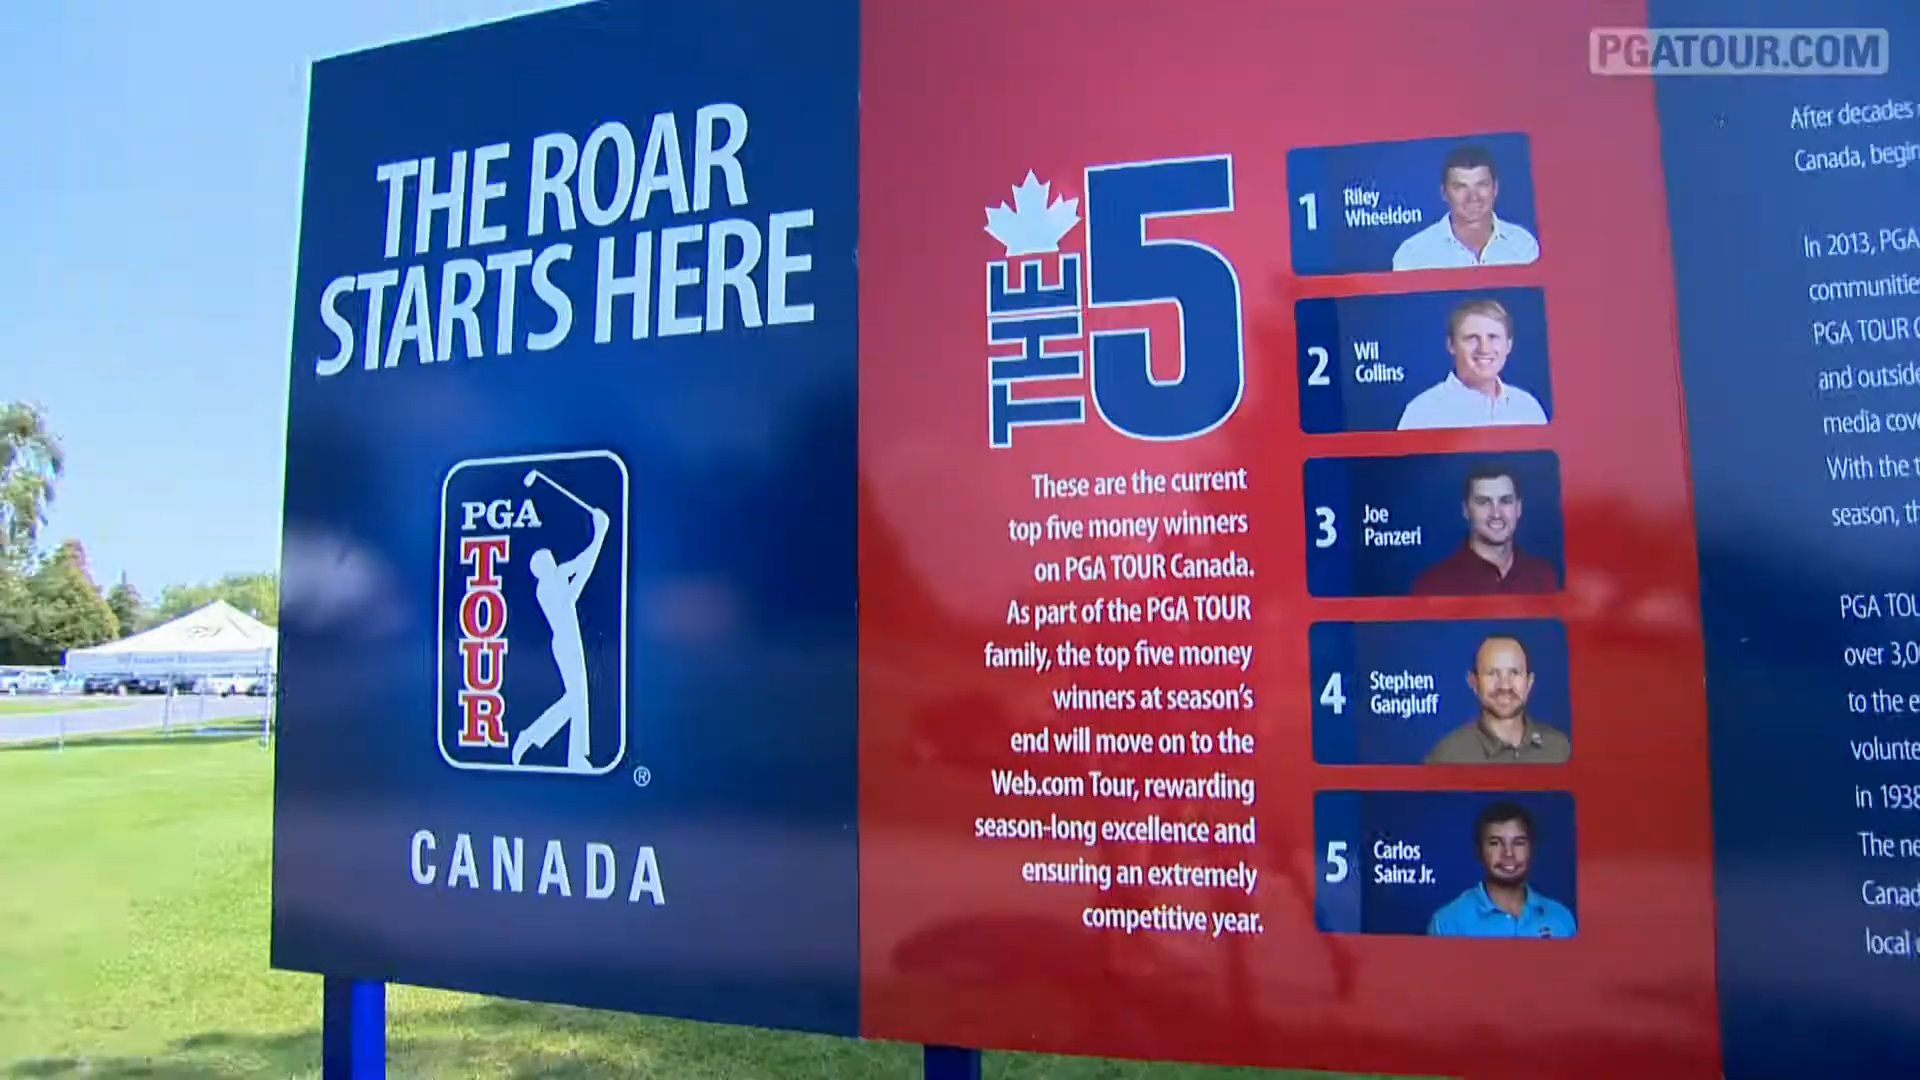 PGATOUR.COM
THE ROAR
STARTS HERE
PGA
TOUR
®
CANADA
THE 5
These are the current
top five money winners
on PGA TOUR Canada.
As part of the PGA TOUR
family, the top five money
winners at season's
end will move on to the
Web.com Tour, rewarding
season-long excellence and
ensuring an extremely
competitive year.
1 Riley
Wheeldon
2 Wil
Collins
3 Joe
Panzeri
4 Stephen
Gangluff
5 Carlos
Sainz Jr.
After decades
Canada, begin
In 2013, PGA
communitie
PGA TOUR C
and outside
media cov
With the t
season, th
PGA TOU
over 3,0
to the e
volunte
in 1938
The ne
Canad
local